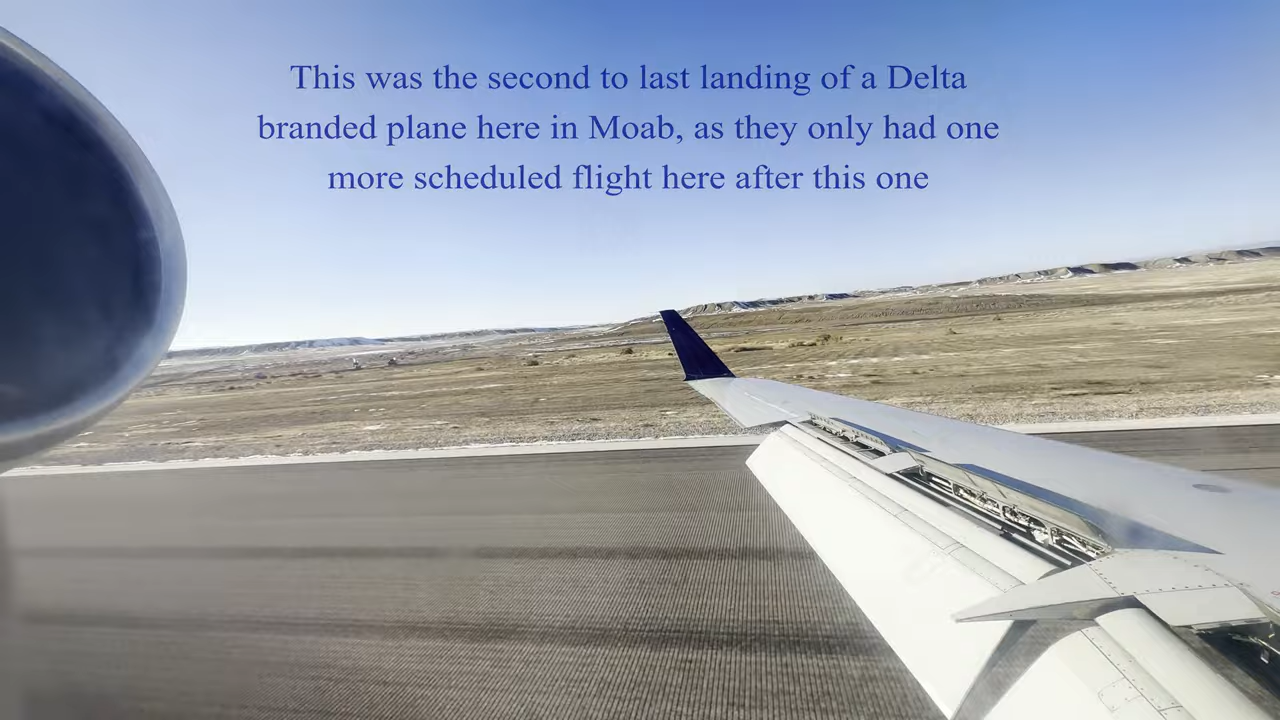 This was the second to last landing of a Delta
branded plane here in Moab, as they only had one
more scheduled flight here after this one